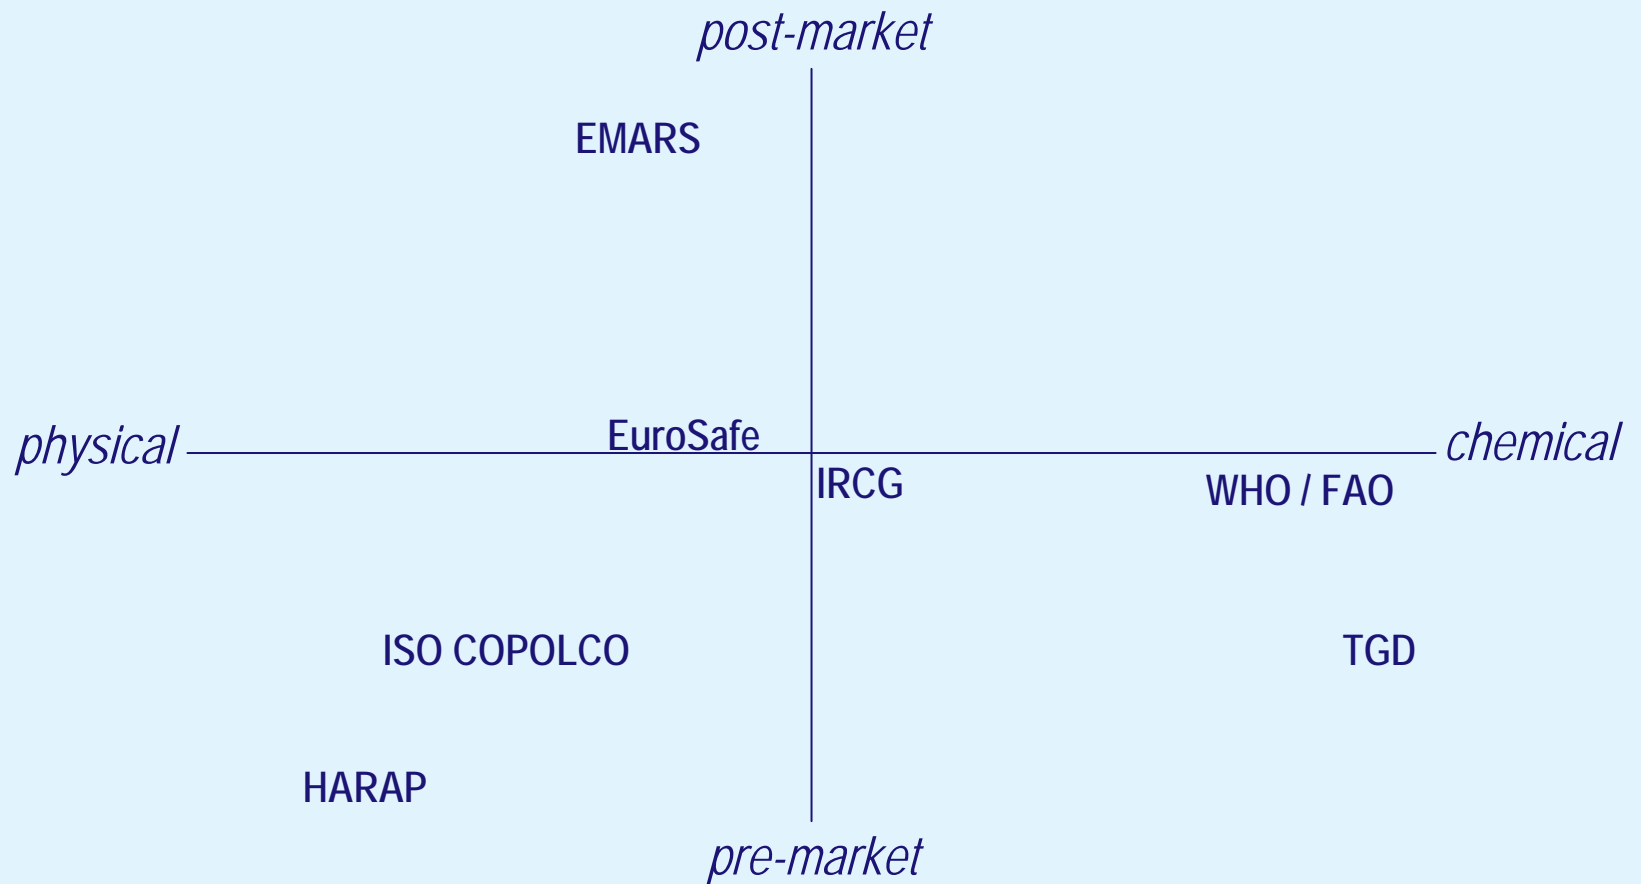 post-market
EMARS
physical
EuroSafe
chemical
IRCG
WHO / FAO
ISO COPOLCO
TGD
HARAP
pre-market